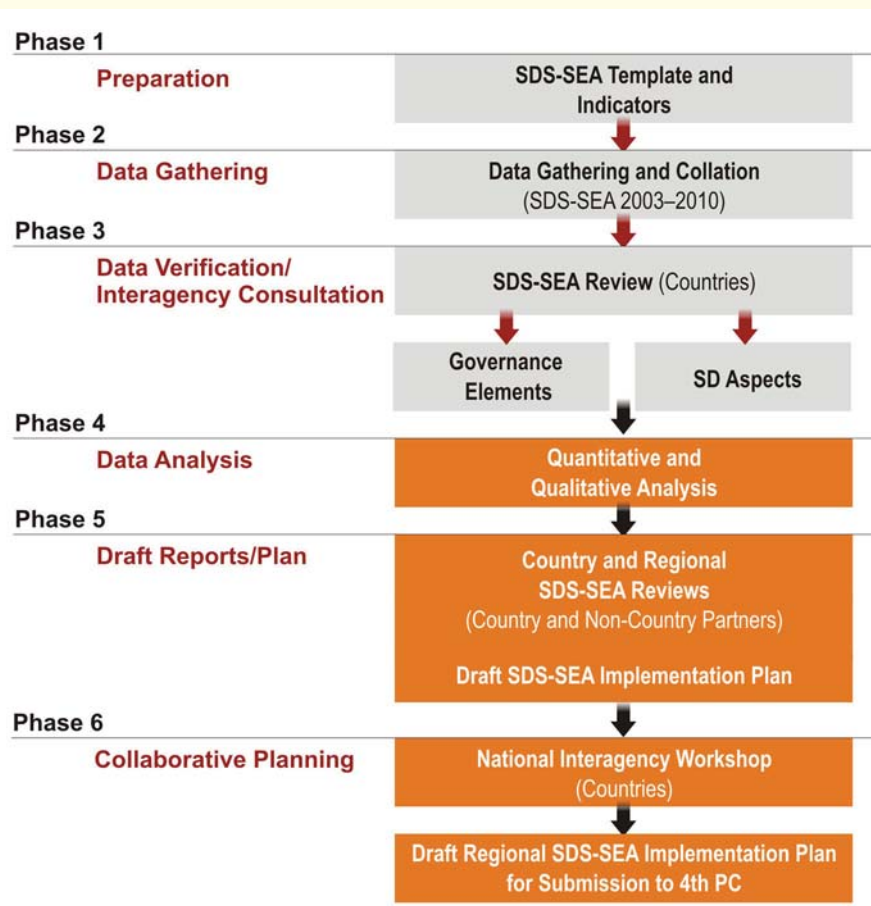 Phase 1
Preparation
SDS-SEA Template and
Indicators
Phase 2
Data Gathering
Data Gathering and Collation
(SDS-SEA 2003–2010)
Phase 3
Data Verification/
Interagency Consultation
SDS-SEA Review (Countries)
Governance
Elements
SD Aspects
Phase 4
Data Analysis
Quantitative and
Qualitative Analysis
Phase 5
Draft Reports/Plan
Country and Regional
SDS-SEA Reviews
(Country and Non-Country Partners)
Draft SDS-SEA Implementation Plan
Phase 6
Collaborative Planning
National Interagency Workshop
(Countries)
Draft Regional SDS-SEA Implementation Plan
for Submission to 4th PC